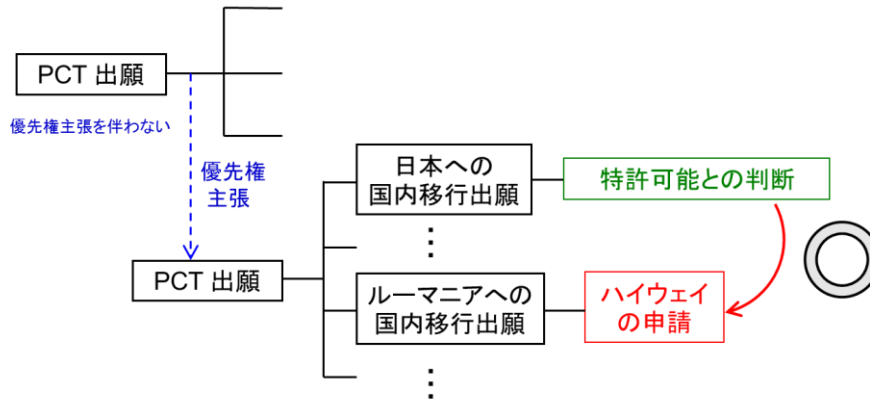 PCT 出願
優先権主張を伴わない
優先権
主張
日本への
国内移行出願
特許可能との判断
PCT 出願
ルーマニアへの
国内移行出願
ハイウェイ
の申請